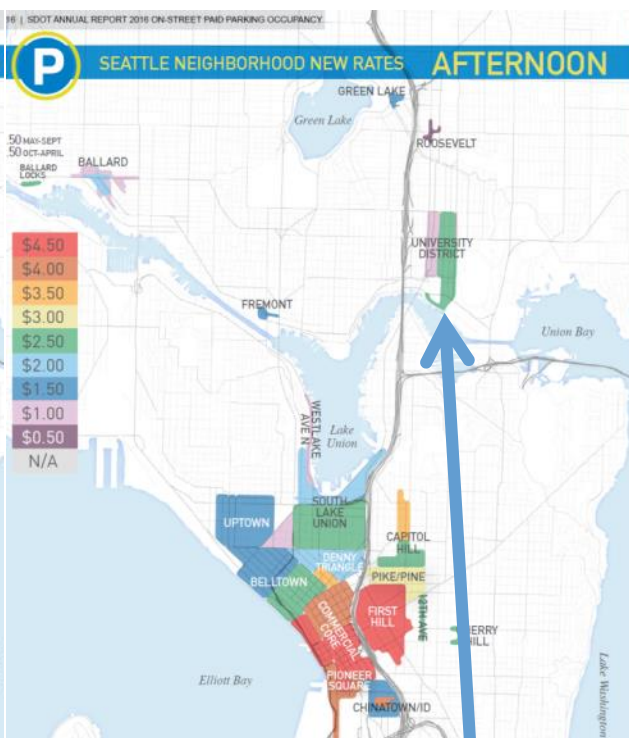 16 | SDOT ANNUAL REPORT 2016 ON-STREET PAID PARKING OCCUPANCY
P
SEATTLE NEIGHBORHOOD NEW RATES
AFTERNOON
GREEN LAKE
Green Lake
ROOSEVELT
.50 MAY-SEPT
.50 OCT-APRIL
BALLARD
LOCKS
BALLARD
$4.50
$4.00
$3.50
$3.00
$2.50
$2.00
$1.50
$1.00
$0.50
N/A
UNIVERSITY
DISTRICT
FREMONT
Union Bay
WESTLAKE
AVE N
Lake
Union
SOUTH
LAKE
UNION
UPTOWN
CAPITOL
HILL
DENNY
TRIANGLE
BELLTOWN
PIKE/PINE
COMMERCIAL
CORE
FIRST
HILL
12TH AVE
ERRY
HILL
PIONEER
SQUARE
Elliott Bay
CHINATOWN/ID
Lake Washington